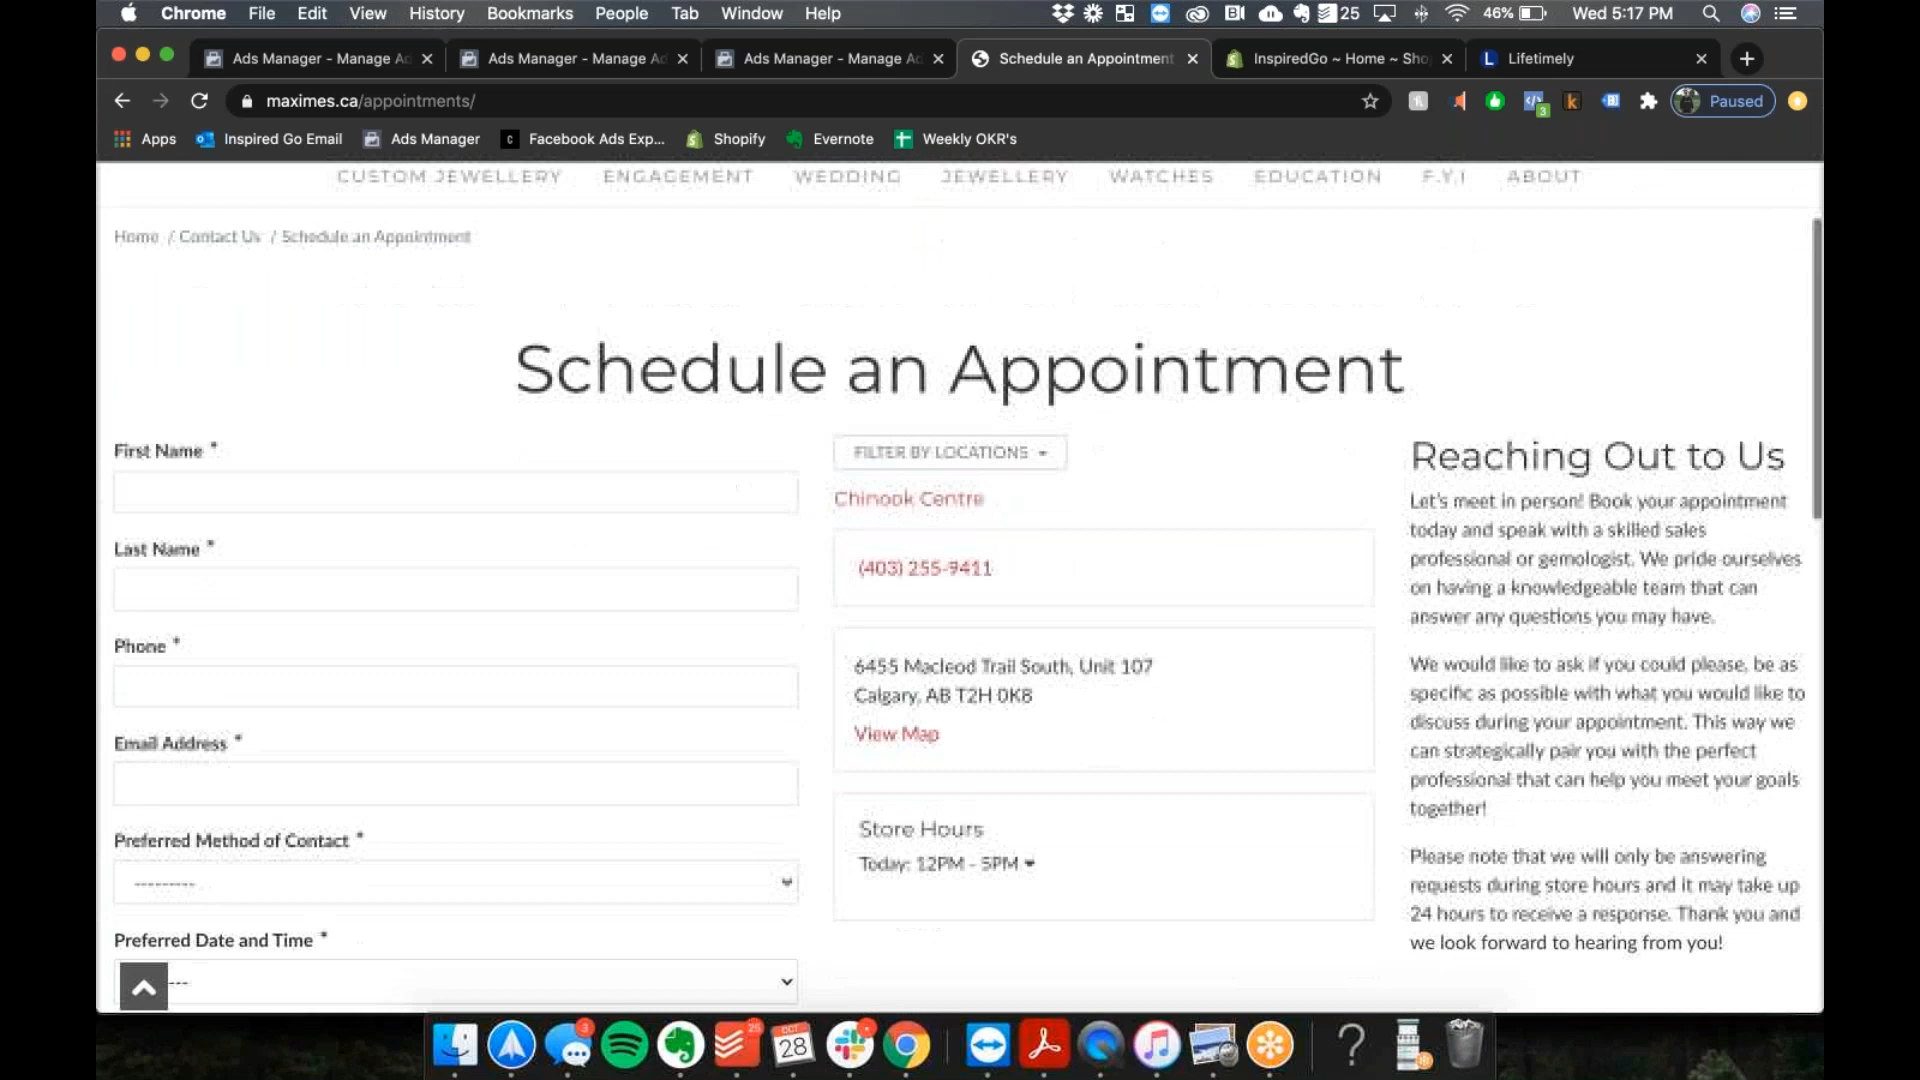 Chrome File Edit View History Bookmarks People Tab Window Help 25 46% Wed 5:17 PM
Ads Manager - Manage Ad Ads Manager - Manage Ad Ads Manager - Manage Ad Schedule an Appointment InspiredGo ~ Home ~ Sho L Lifetimely
maximes.ca/appointments/ 3 k Paused
Apps Inspired Go Email Ads Manager c Facebook Ads Exp... Shopify Evernote Weekly OKR's
CUSTOM JEWELLERY ENGAGEMENT WEDDING JEWELLERY WATCHES EDUCATION F.Y.I ABOUT
Home / Contact Us / Schedule an Appointment
Schedule an Appointment
First Name *
Last Name *
Phone *
Email Address *
Preferred Method of Contact *
---------
Preferred Date and Time *
---
FILTER BY LOCATIONS
Chinook Centre
(403) 255-9411
6455 Macleod Trail South, Unit 107
Calgary, AB T2H 0K8
View Map
Store Hours
Today: 12PM - 5PM
Reaching Out to Us
Let's meet in person! Book your appointment
today and speak with a skilled sales
professional or gemologist. We pride ourselves
on having a knowledgeable team that can
answer any questions you may have.
We would like to ask if you could please, be as
specific as possible with what you would like to
discuss during your appointment. This way we
can strategically pair you with the perfect
professional that can help you meet your goals
together!
Please note that we will only be answering
requests during store hours and it may take up
24 hours to receive a response. Thank you and
we look forward to hearing from you!
3 25 OCT 28